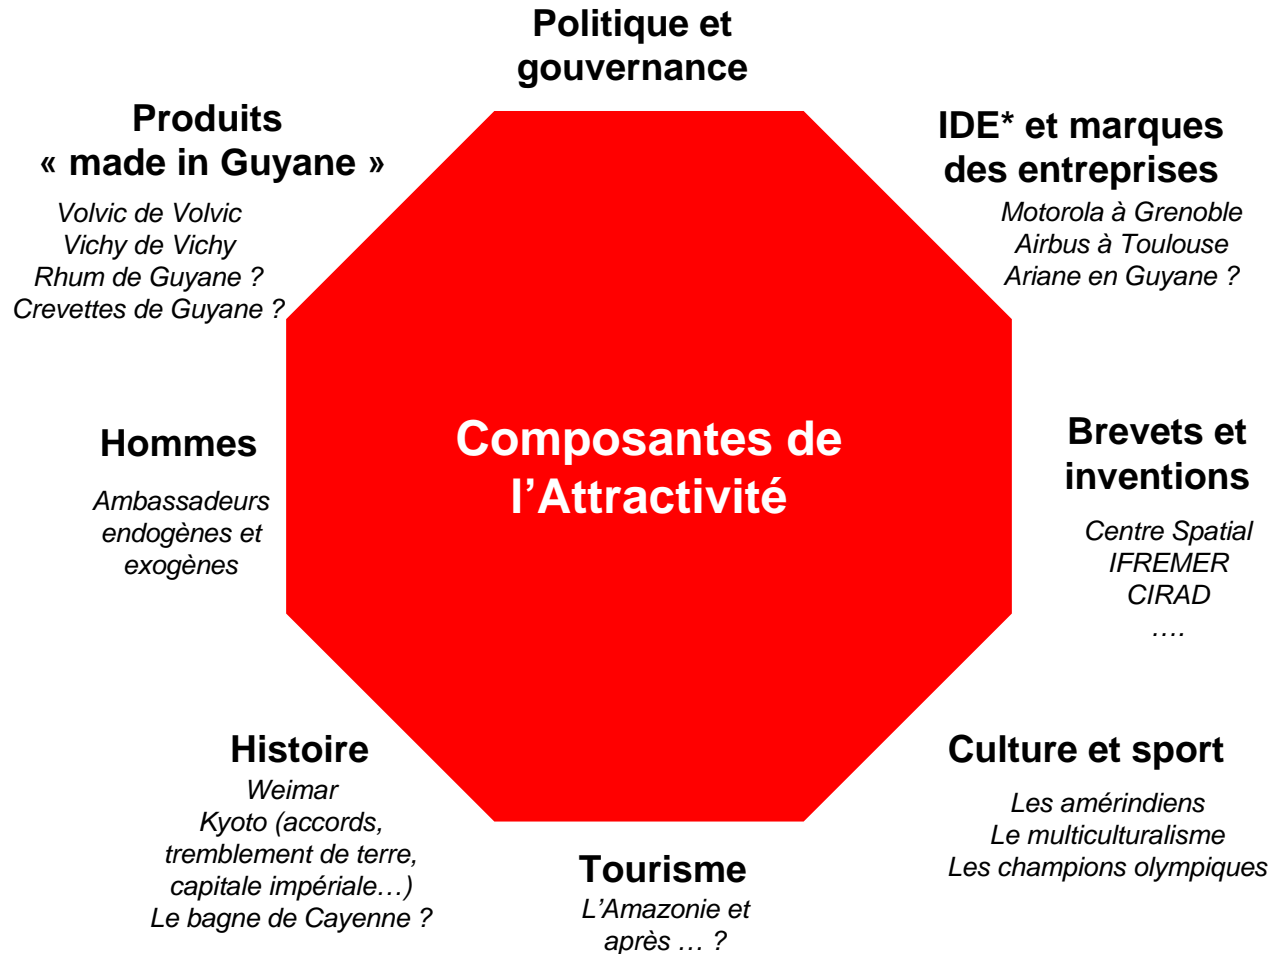 Politique et
gouvernance
Produits
« made in Guyane »
Volvic de Volvic
Vichy de Vichy
Rhum de Guyane ?
Crevettes de Guyane ?
IDE* et marques
des entreprises
Motorola à Grenoble
Airbus à Toulouse
Ariane en Guyane ?
Hommes
Ambassadeurs
endogènes et
exogènes
Composantes de
l’Attractivité
Brevets et
inventions
Centre Spatial
IFREMER
CIRAD
….
Histoire
Weimar
Kyoto (accords,
tremblement de terre,
capitale impériale…)
Le bagne de Cayenne ?
Tourisme
L’Amazonie et
après … ?
Culture et sport
Les amérindiens
Le multiculturalisme
Les champions olympiques